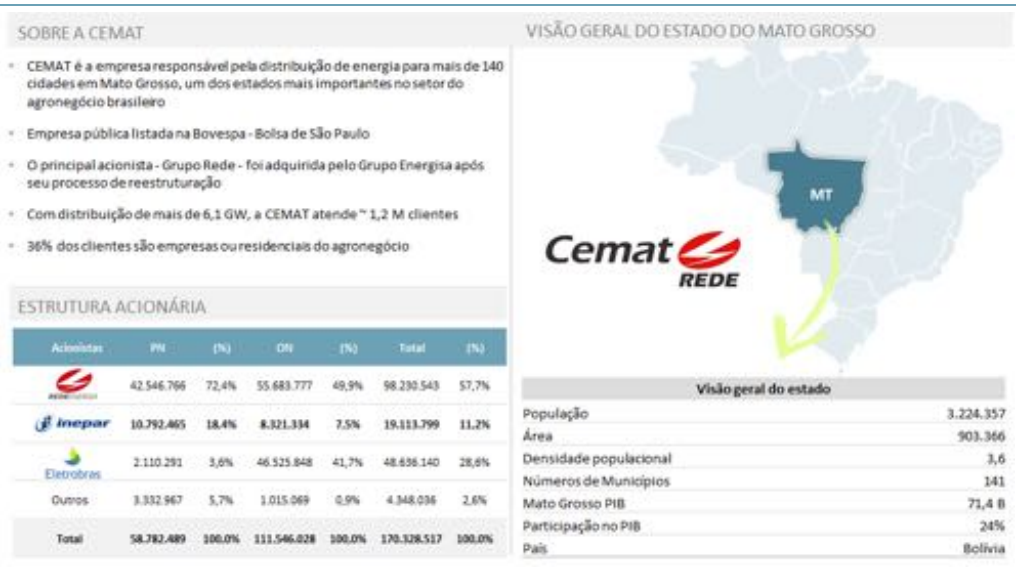 SOBRE A CEMAT
CEMAT é a empresa responsável pela distribuição de energia para mais de 140
cidades em Mato Grosso, um dos estados mais importantes no setor do
agronegócio brasileiro
Empresa pública listada na Bovespa - Bolsa de São Paulo
O principal acionista - Grupo Rede - foi adquirida pelo Grupo Energisa após
seu processo de reestruturação
Com distribuição de mais de 6,1 GW, a CEMAT atende ~ 1,2 M clientes
36% dos clientes são empresas ou residenciais do agronegócio
ESTRUTURA ACIONÁRIA
Acionistas PN (%) ON (%) Total (%)
42.546.766 72,4% 55.683.777 49,9% 98.230.543 57,7%
inepar 10.792.465 18.4% 8.321.334 7.5% 19.113.799 11.2%
Eletrobras 2.110.291 3,6% 46.525.848 41,7% 48.636.140 28,6%
Outros 3.332.967 5,7% 1.015.069 0,9% 4.348.036 2,6%
Total 58.782.489 100.0% 111.546.028 100,0% 170.328.517 100,0%
VISÃO GERAL DO ESTADO DO MATO GROSSO
MT
Cemat
REDE
Visão geral do estado
População 3.224.357
Área 903.366
Densidade populacional 3,6
Números de Municípios 141
Mato Grosso PIB 71,4 B
Participação no PIB 24%
País Bolívia